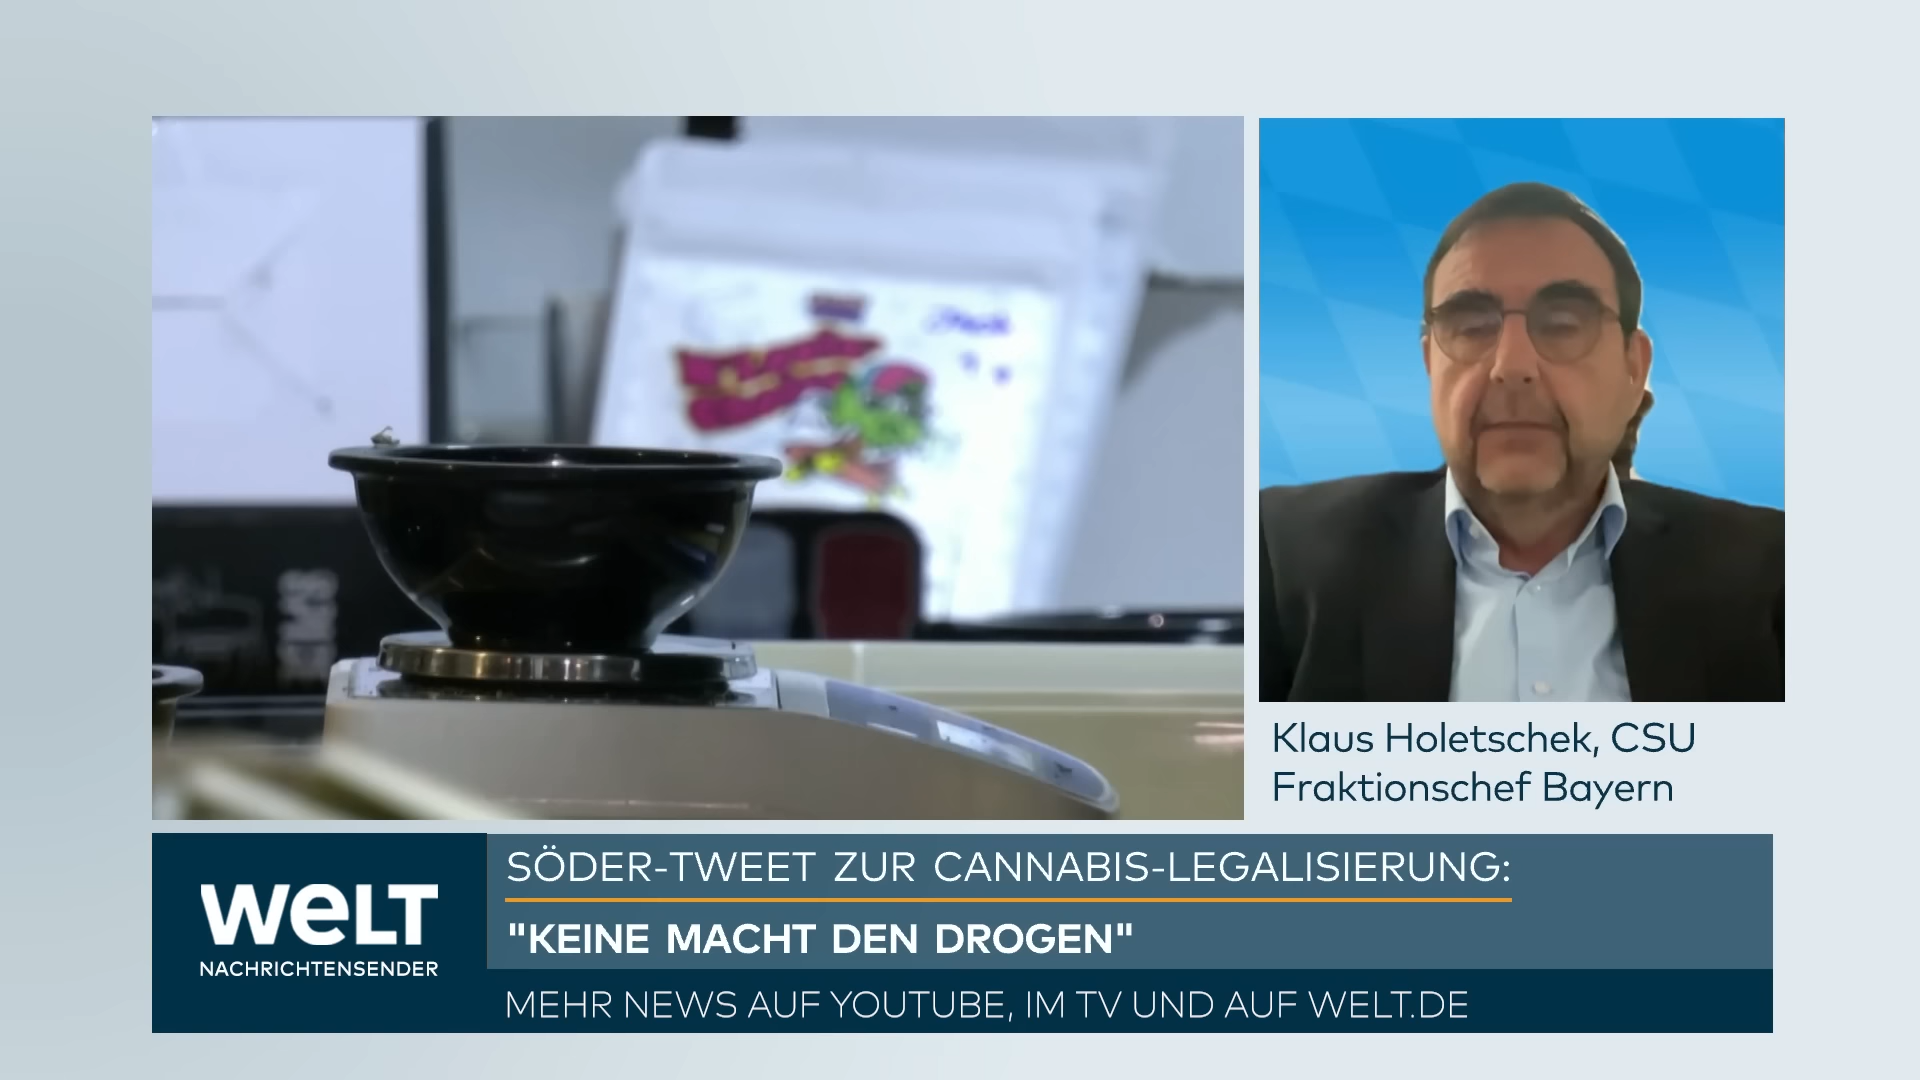 Klaus Holetschek, CSU
Fraktionschef Bayern
WELT
NACHRICHTENSENDER
SÖDER-TWEET ZUR CANNABIS-LEGALISIERUNG:
"KEINE MACHT DEN DROGEN"
MEHR NEWS AUF YOUTUBE, IM TV UND AUF WELT.DE